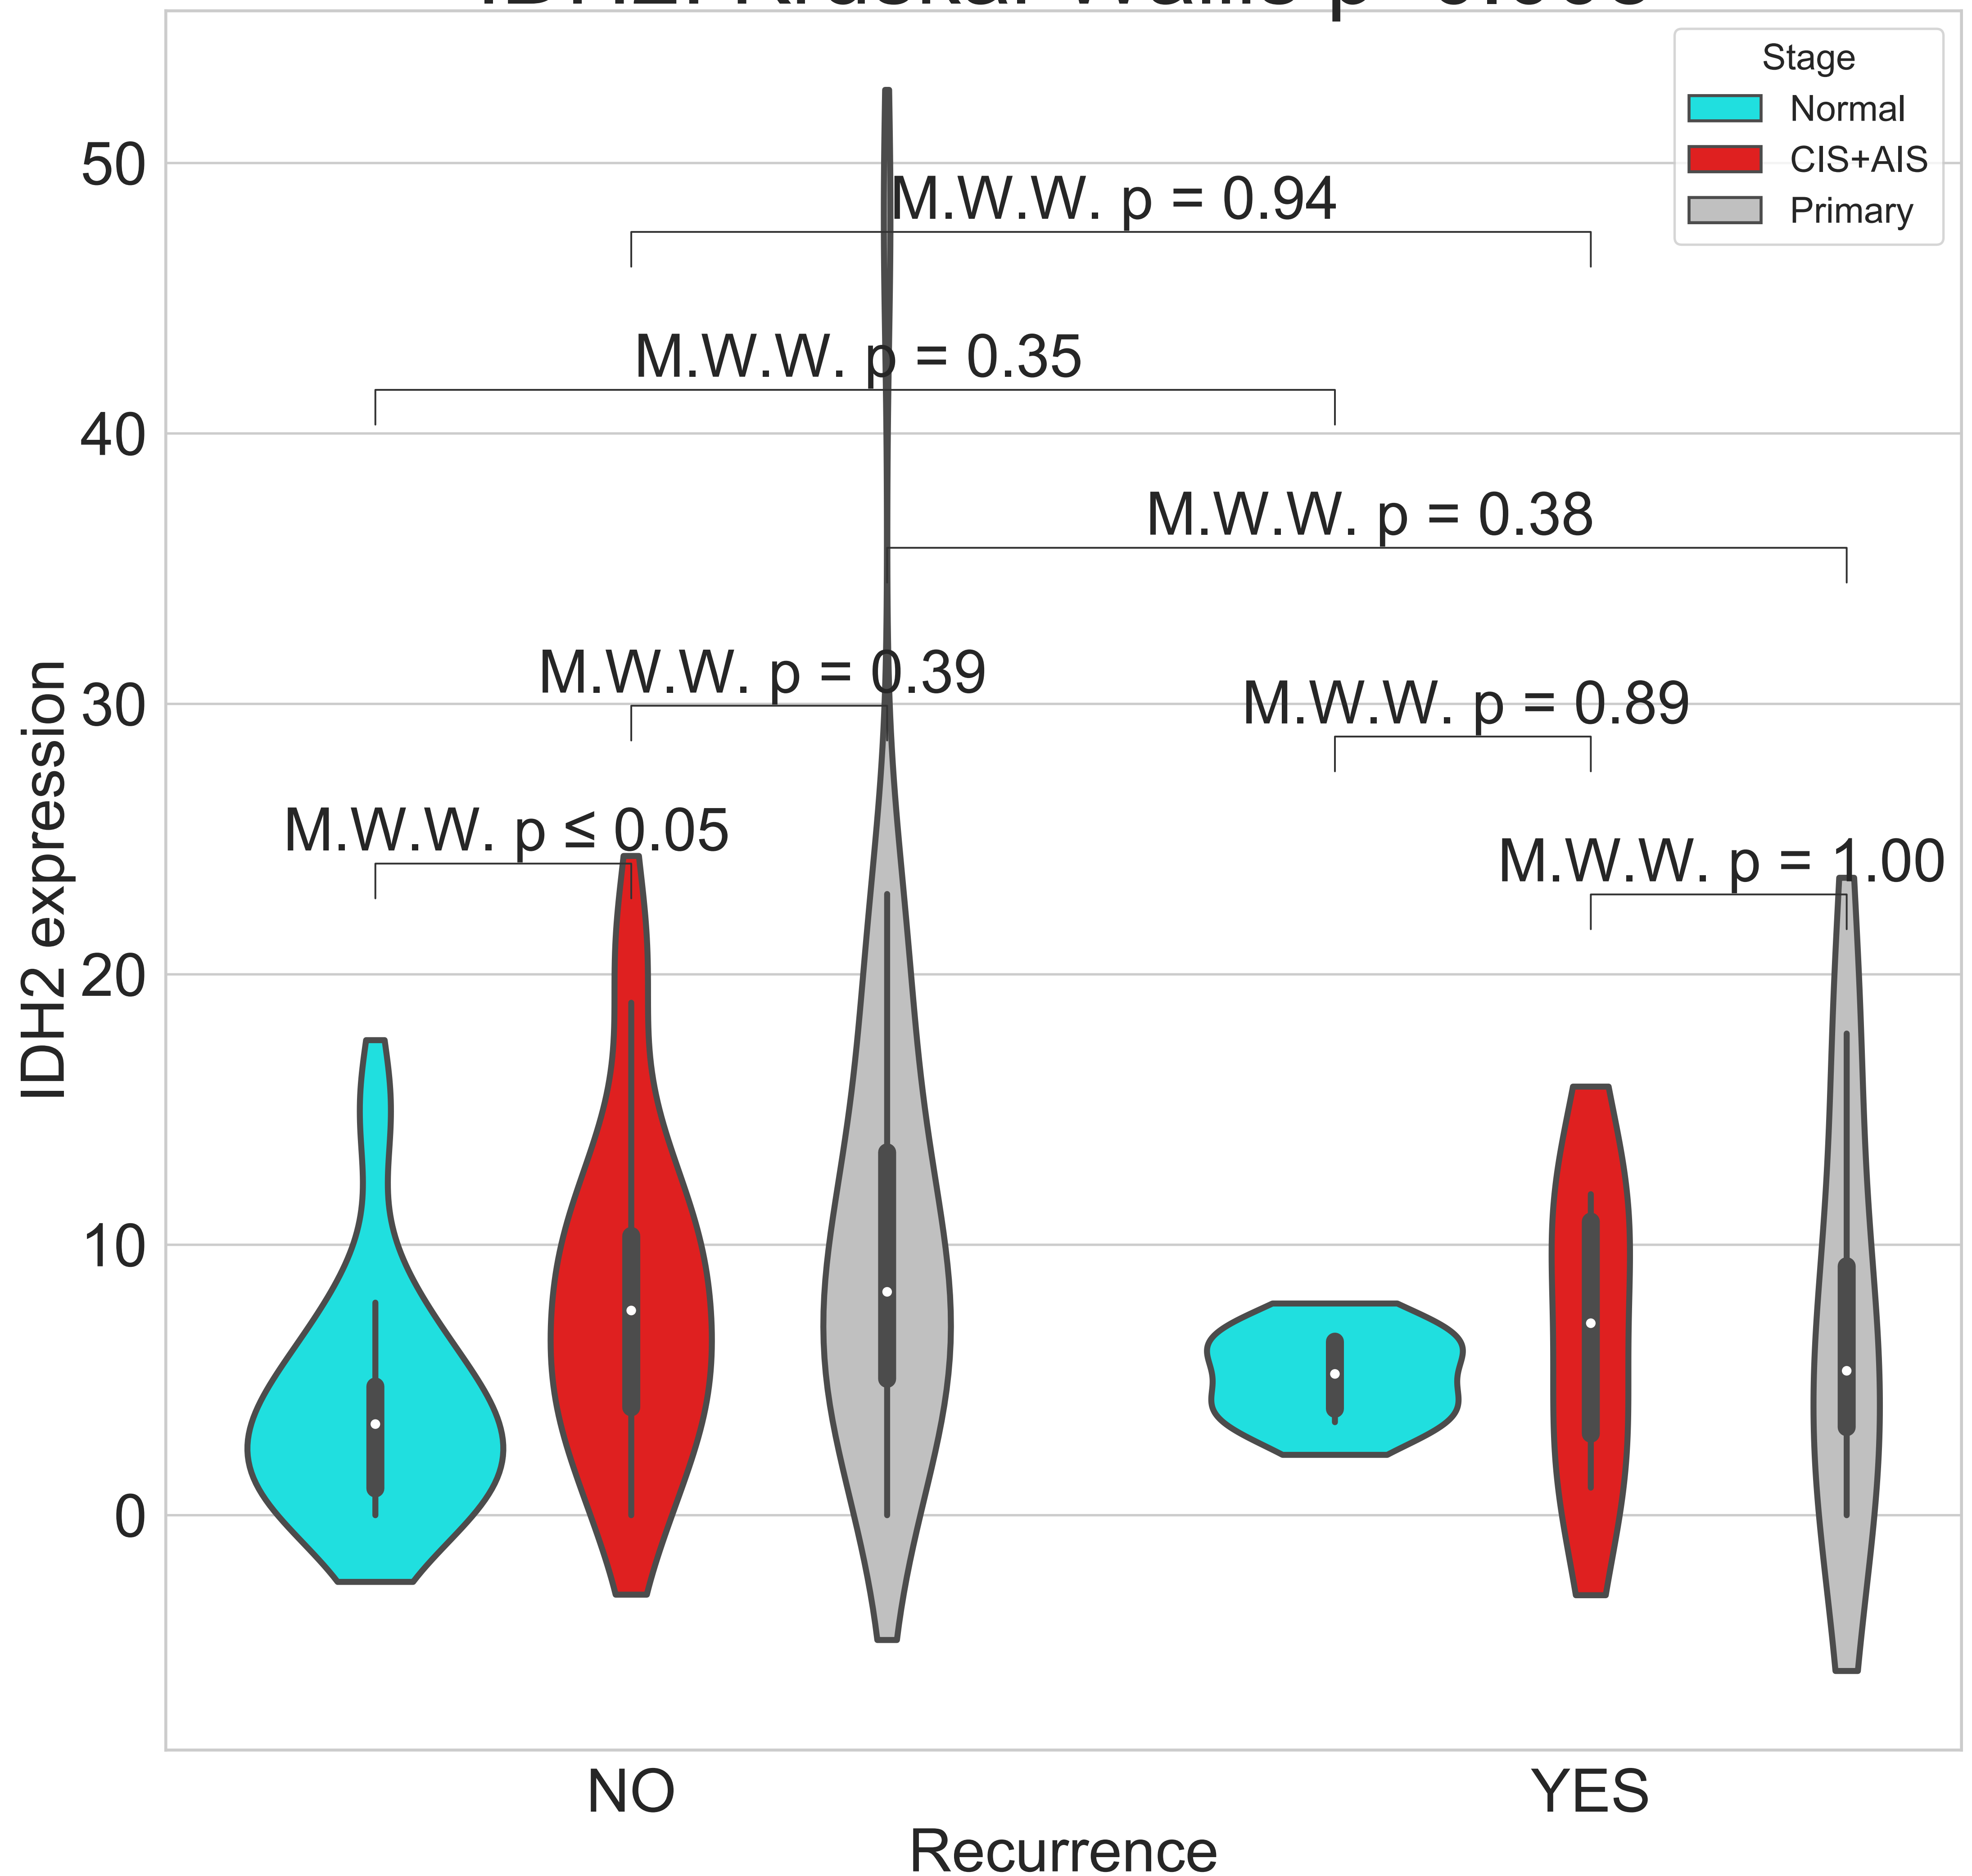 Stage
Normal
CIS+AIS
Primary
50
40
30
20
10
0
IDH2 expression
M.W.W. p = 0.94
M.W.W. p = 0.35
M.W.W. p = 0.38
M.W.W. p = 0.39
M.W.W. p = 0.89
M.W.W. p ≤ 0.05
M.W.W. p = 1.00
NO
YES
Recurrence